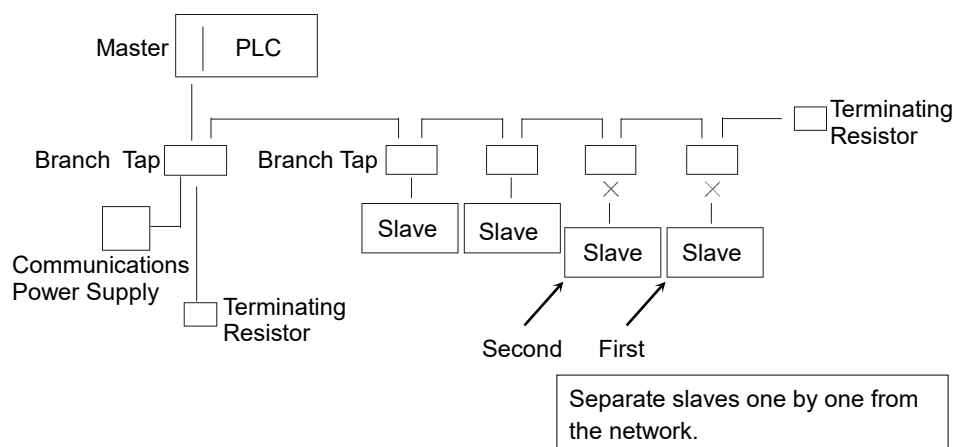 Master
PLC
Terminating
Resistor
Branch Tap
Branch Tap
Slave
Slave
Slave
Slave
Communications
Power Supply
Terminating
Resistor
Second
First
Separate slaves one by one from
the network.